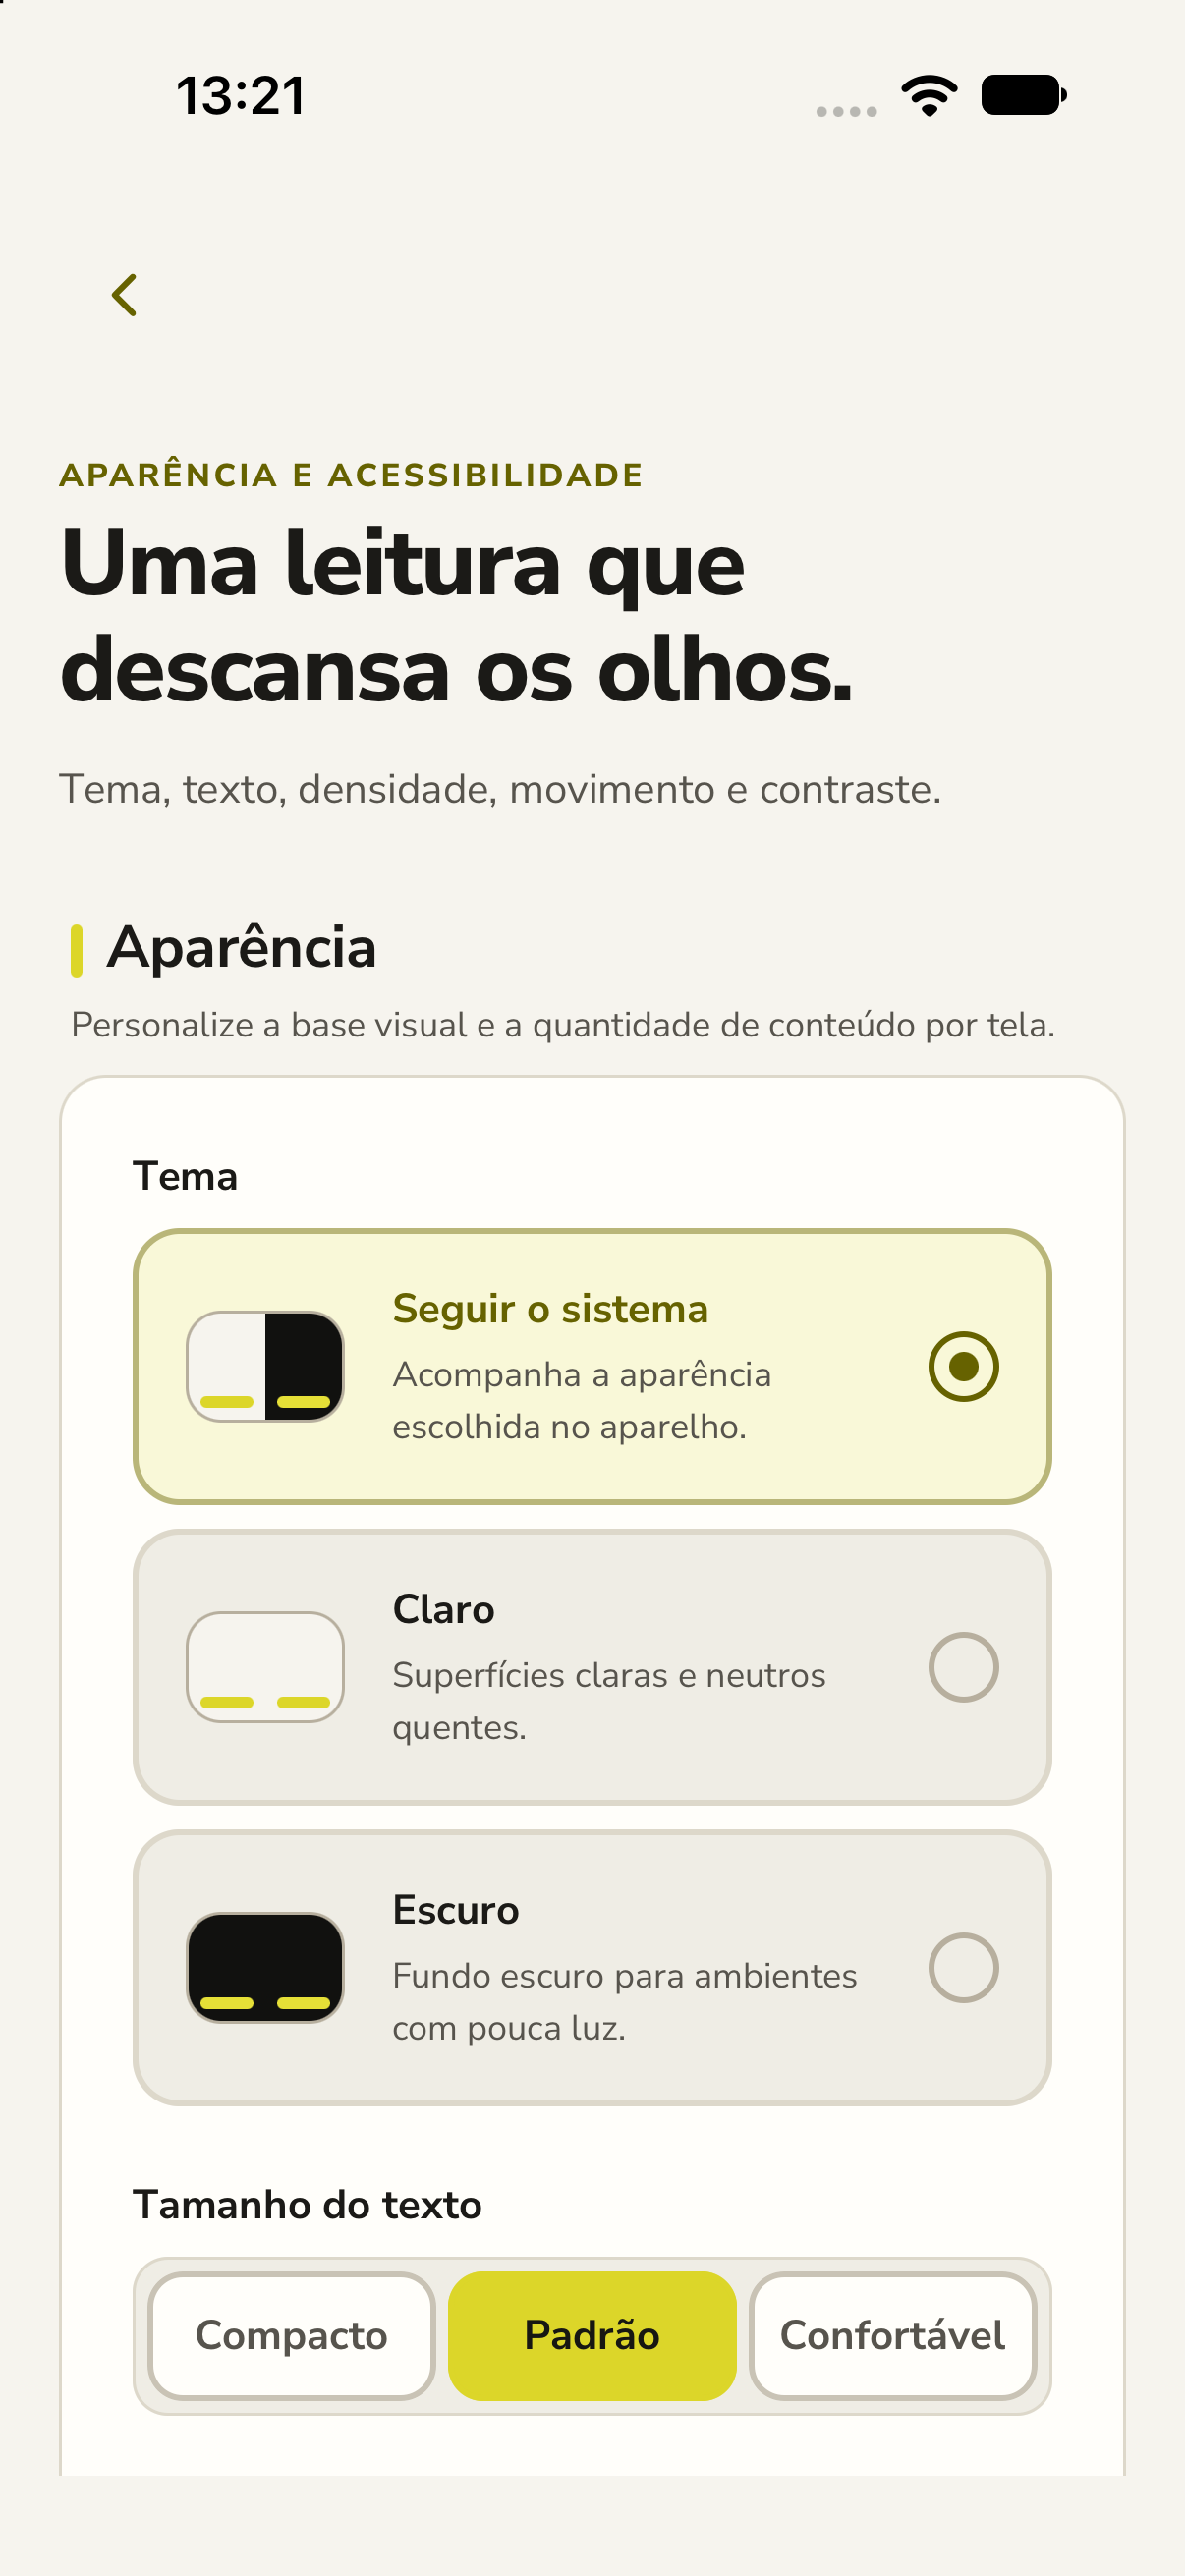 13:21
APARÊNCIA E ACESSIBILIDADE
Uma leitura que
descansa os olhos.
Tema, texto, densidade, movimento e contraste.
Aparência
Personalize a base visual e a quantidade de conteúdo por tela.
Tema
Seguir o sistema
Acompanha a aparência
escolhida no aparelho.
Claro
Superfícies claras e neutros
quentes.
Escuro
Fundo escuro para ambientes
com pouca luz.
Tamanho do texto
Compacto
Padrão
Confortável